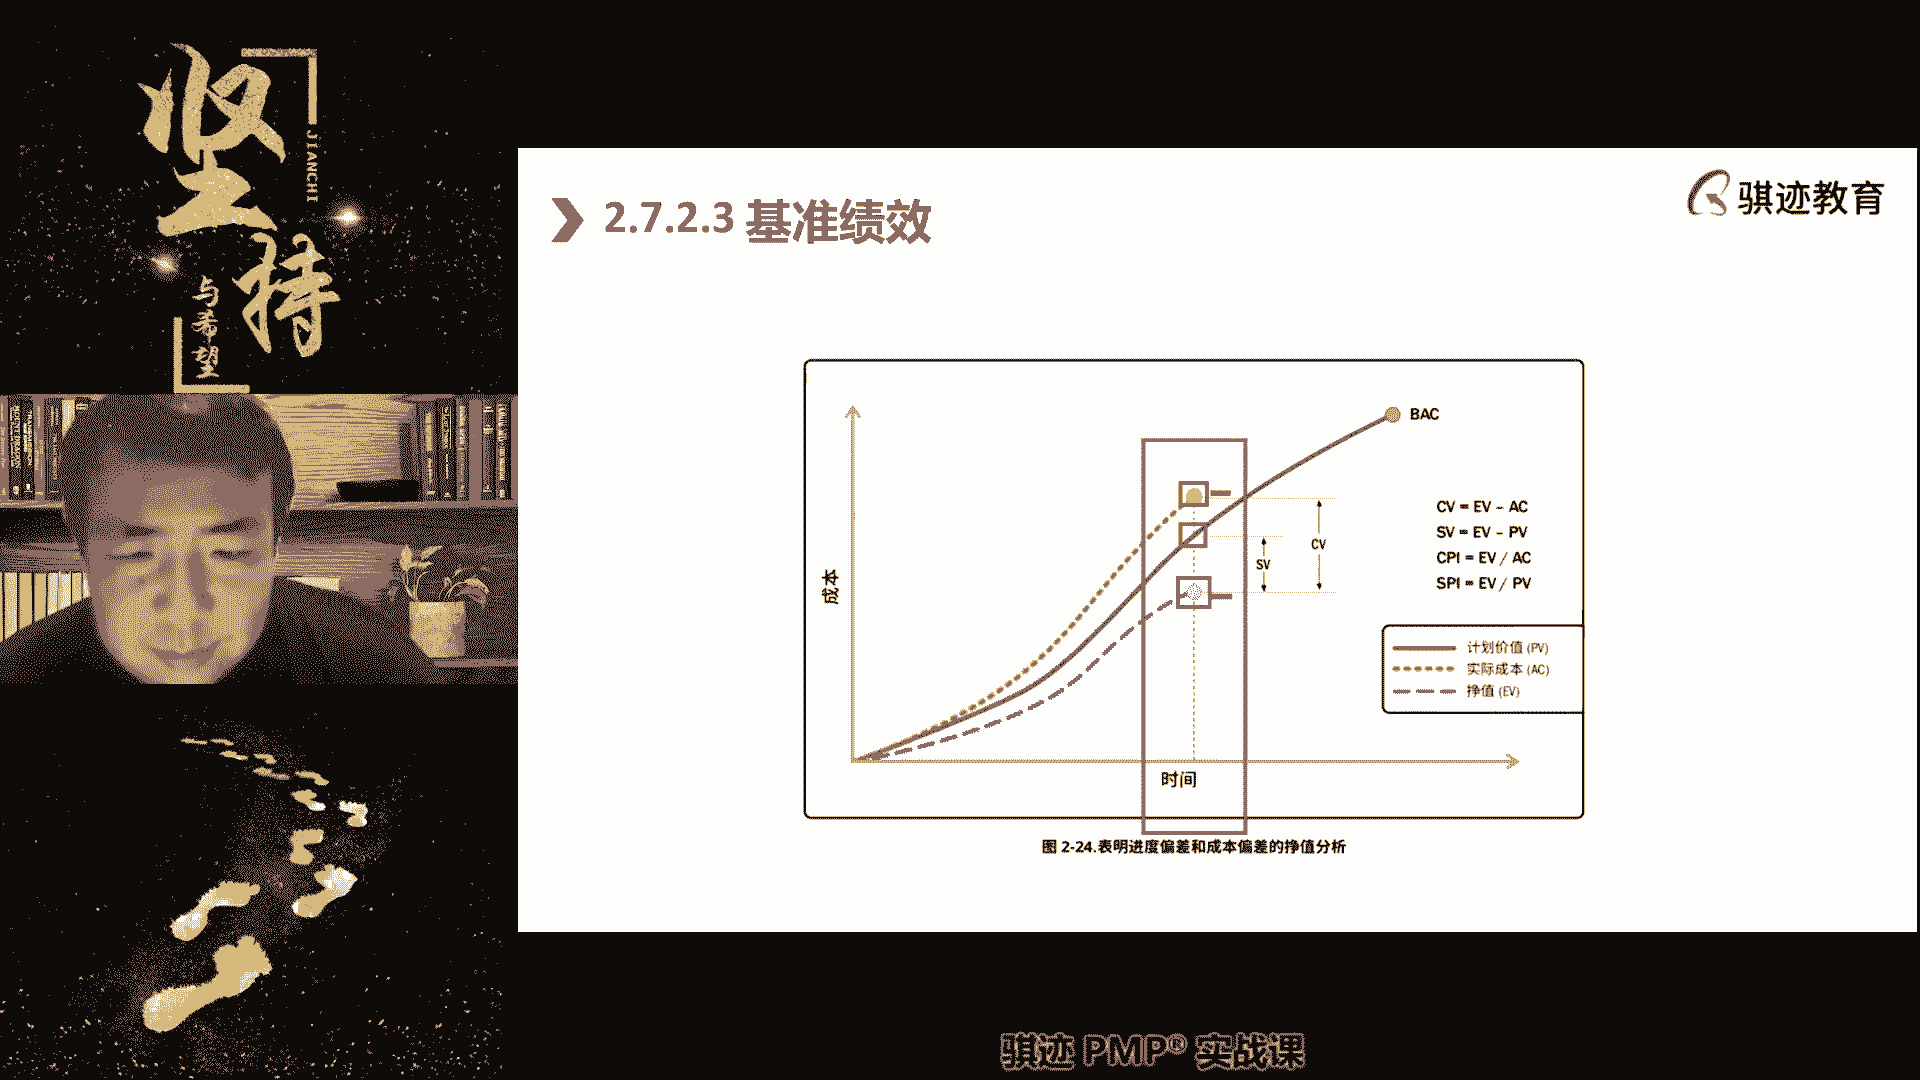 坚持
JIANCHI
与希望
骐迹教育
2.7.2.3 基准绩效
BAC
CV = EV – AC
SV = EV – PV
CPI = EV / AC
SPI = EV / PV
CV
SV
成本
计划价值 (PV)
实际成本 (AC)
挣值 (EV)
时间
图 2-24.表明进度偏差和成本偏差的挣值分析
骐迹 PMP® 实战课